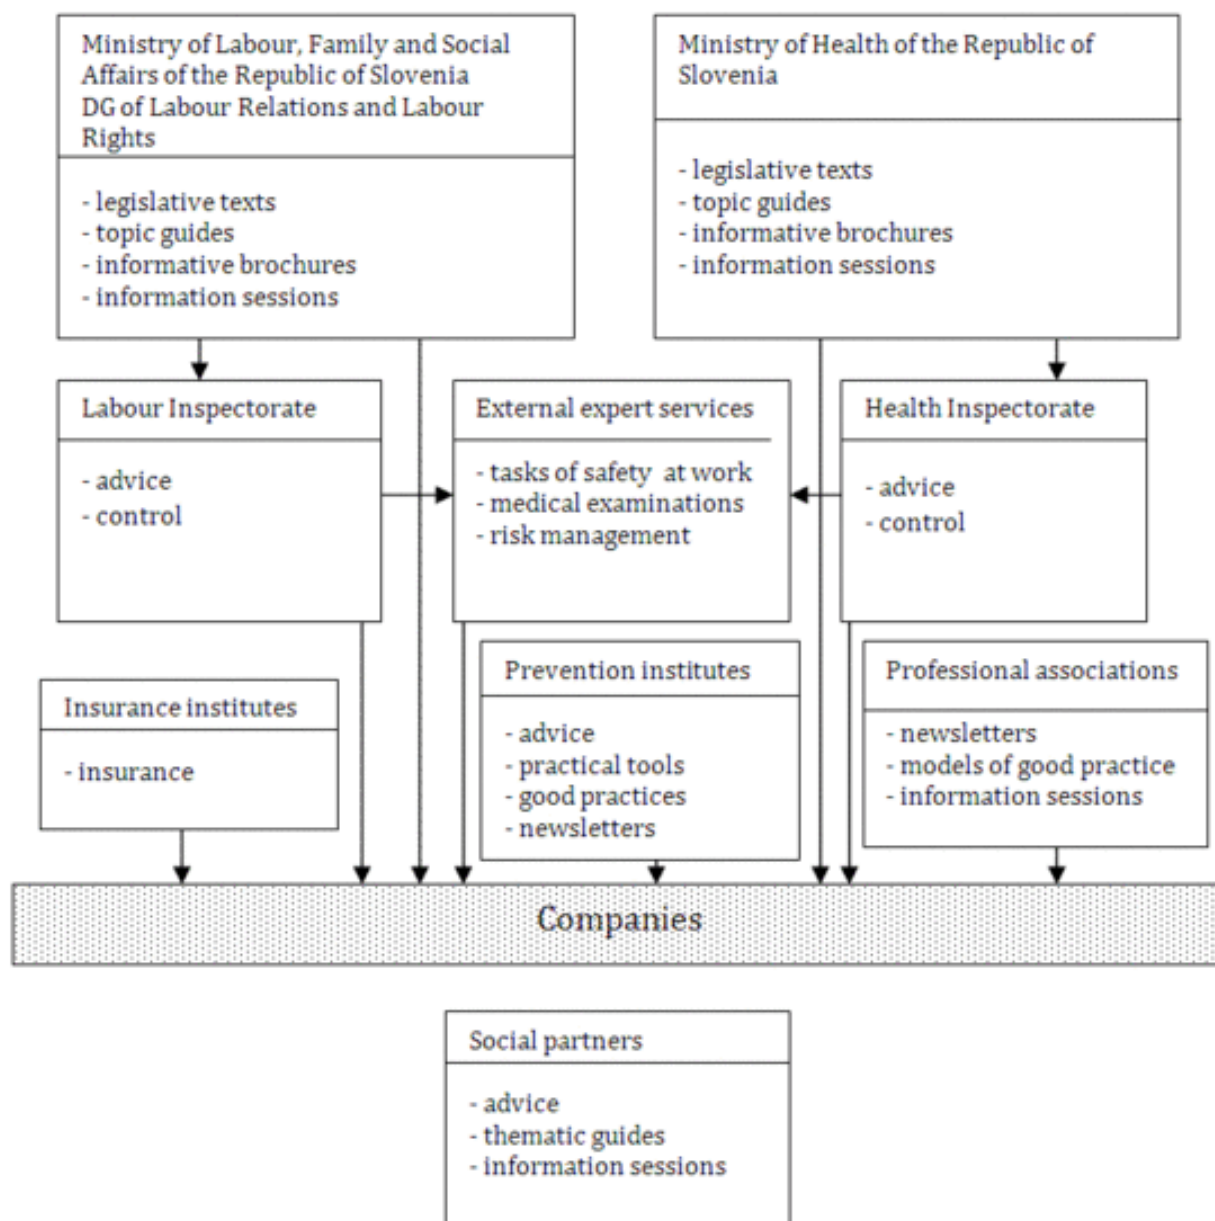 Ministry of Labour, Family and Social
Affairs of the Republic of Slovenia
DG of Labour Relations and Labour
Rights
- legislative texts
- topic guides
- informative brochures
- information sessions
Ministry of Health of the Republic of
Slovenia
- legislative texts
- topic guides
- informative brochures
- information sessions
Labour Inspectorate
- advice
- control
External expert services
- tasks of safety at work
- medical examinations
- risk management
Health Inspectorate
- advice
- control
Insurance institutes
- insurance
Prevention institutes
- advice
- practical tools
- good practices
- newsletters
Professional associations
- newsletters
- models of good practice
- information sessions
Companies
Social partners
- advice
- thematic guides
- information sessions